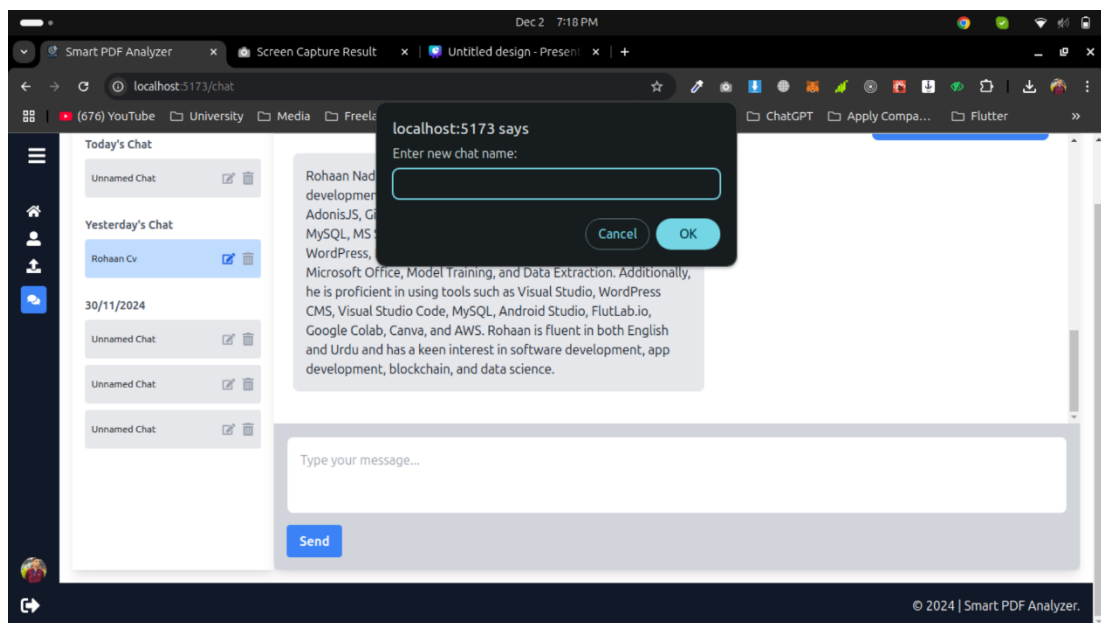 Dec 2 7:18 PM
Smart PDF Analyzer
Screen Capture Result
Untitled design - Present
localhost:5173/chat
(676) YouTube
University
Media
Freela
ChatGPT
Apply Compa...
Flutter
»
localhost:5173 says
Enter new chat name:
Cancel
OK
Today's Chat
Unnamed Chat
Yesterday's Chat
Rohaan Cv
30/11/2024
Unnamed Chat
Unnamed Chat
Unnamed Chat
Rohaan Nad
developmen
AdonisJS, Gi
MySQL, MS
WordPress,
Microsoft Office, Model Training, and Data Extraction. Additionally,
he is proficient in using tools such as Visual Studio, WordPress
CMS, Visual Studio Code, MySQL, Android Studio, FlutLab.io,
Google Colab, Canva, and AWS. Rohaan is fluent in both English
and Urdu and has a keen interest in software development, app
development, blockchain, and data science.
Type your message...
Send
© 2024 | Smart PDF Analyzer.